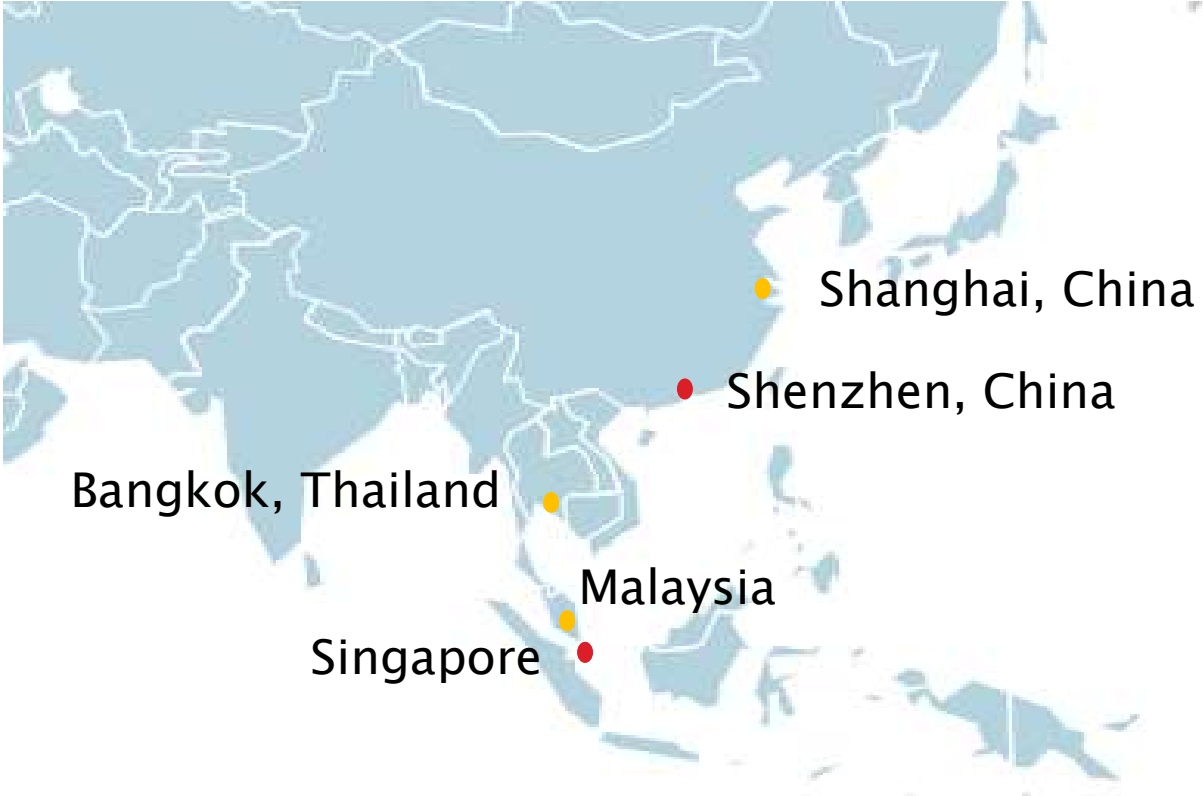 Shanghai, China
Shenzhen, China
Bangkok, Thailand
Malaysia
Singapore